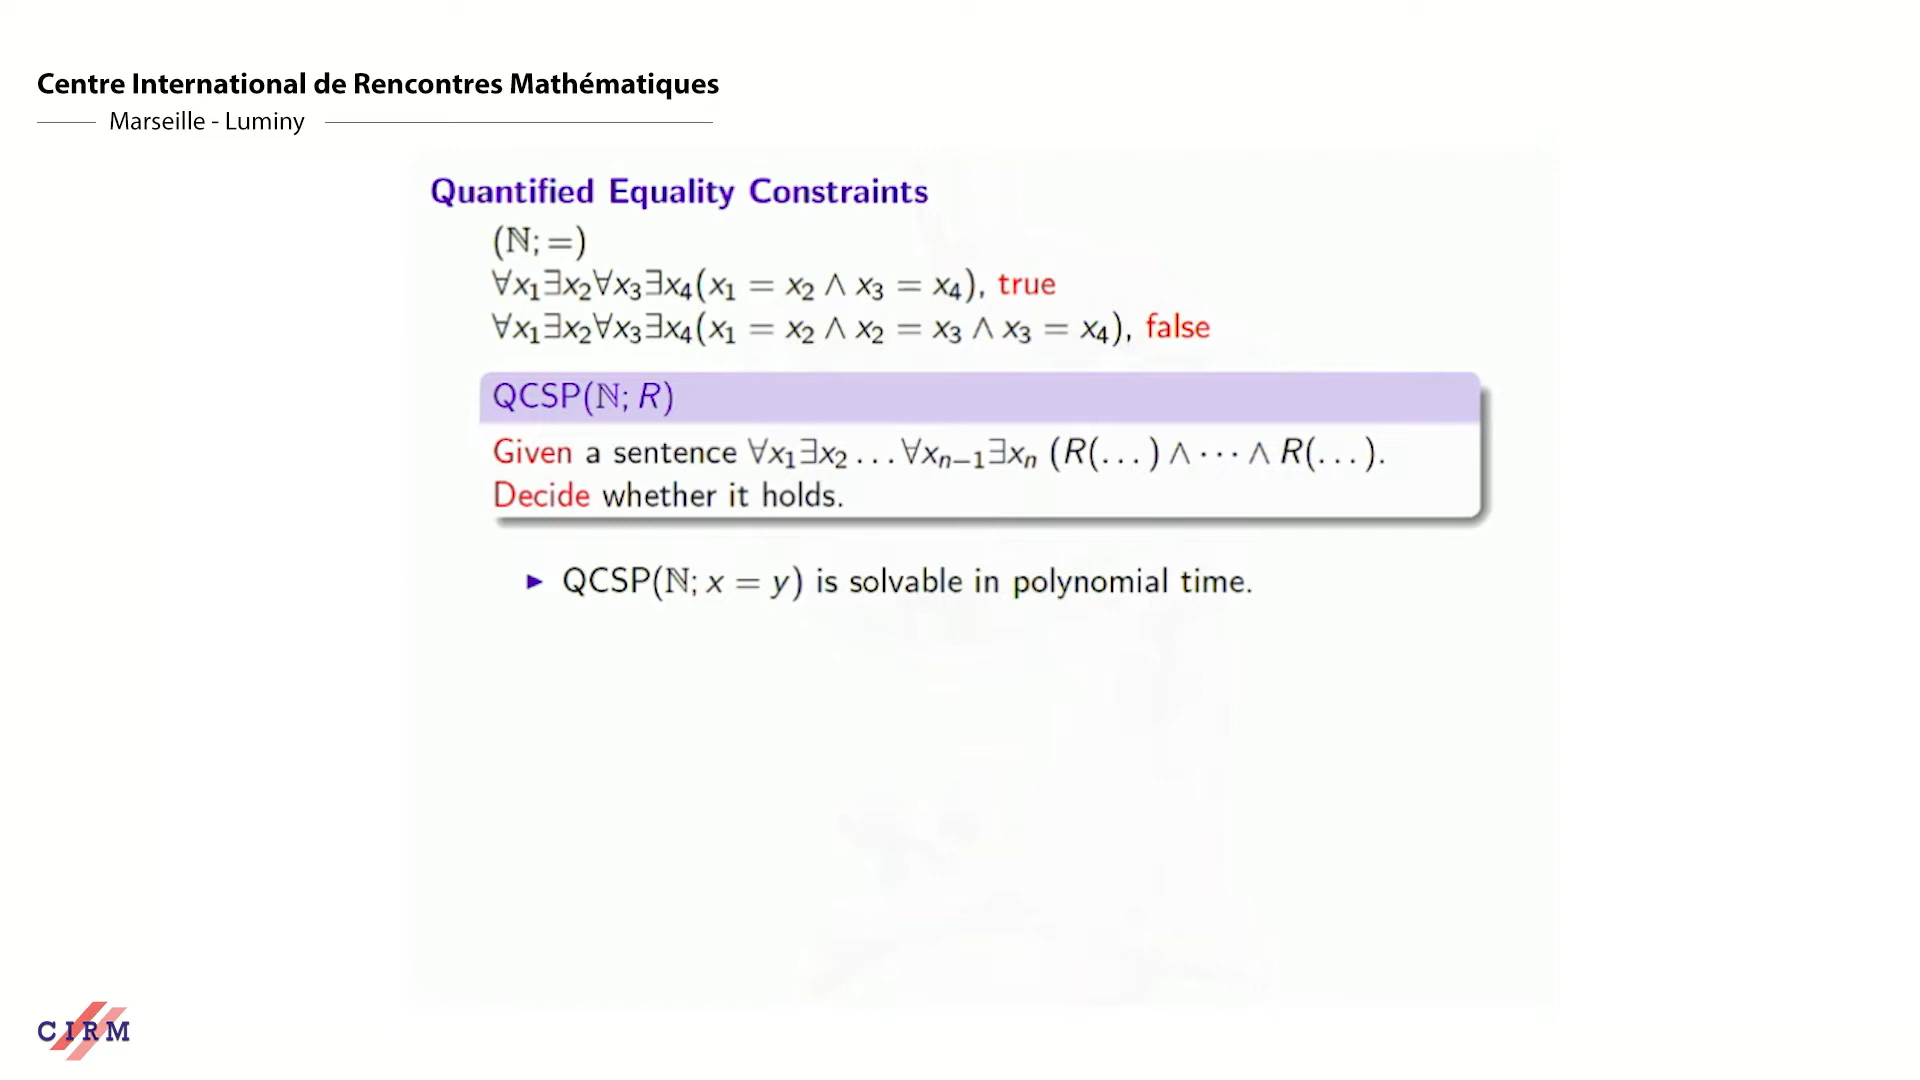 Centre International de Rencontres Mathématiques
Marseille - Luminy
Quantified Equality Constraints
(ℕ; =)
∀x₁∃x₂∀x₃∃x₄(x₁ = x₂ ∧ x₃ = x₄), true
∀x₁∃x₂∀x₃∃x₄(x₁ = x₂ ∧ x₂ = x₃ ∧ x₃ = x₄), false
QCSP(ℕ; R)
Given a sentence ∀x₁∃x₂ … ∀xₙ₋₁∃xₙ (R(…) ∧ ⋯ ∧ R(…).
Decide whether it holds.
▶ QCSP(ℕ; x = y) is solvable in polynomial time.
CIRM